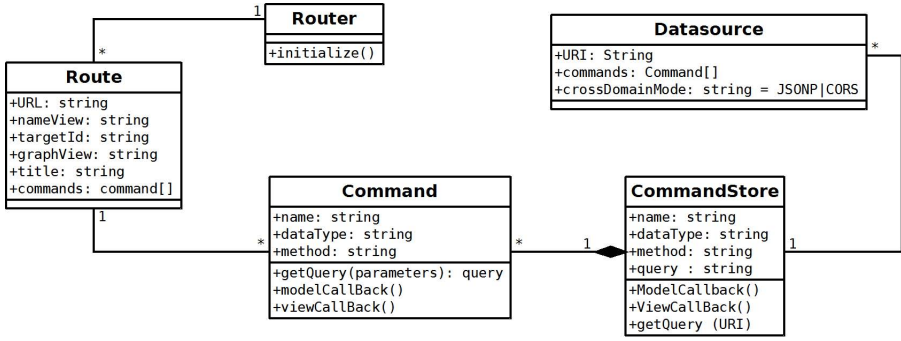 1
Router
+initialize()
*
Route
+URL: string
+nameView: string
+targetId: string
+graphView: string
+title: string
+commands: command[]
1
*
Command
+name: string
+dataType: string
+method: string
+getQuery(parameters): query
+modelCallBack()
+viewCallBack()
*
1
CommandStore
+name: string
+dataType: string
+method: string
+query : string
+ModelCallback()
+ViewCallBack()
+getQuery (URI)
1
Datasource
+URI: String
+commands: Command[]
+crossDomainMode: string = JSONP|CORS
*